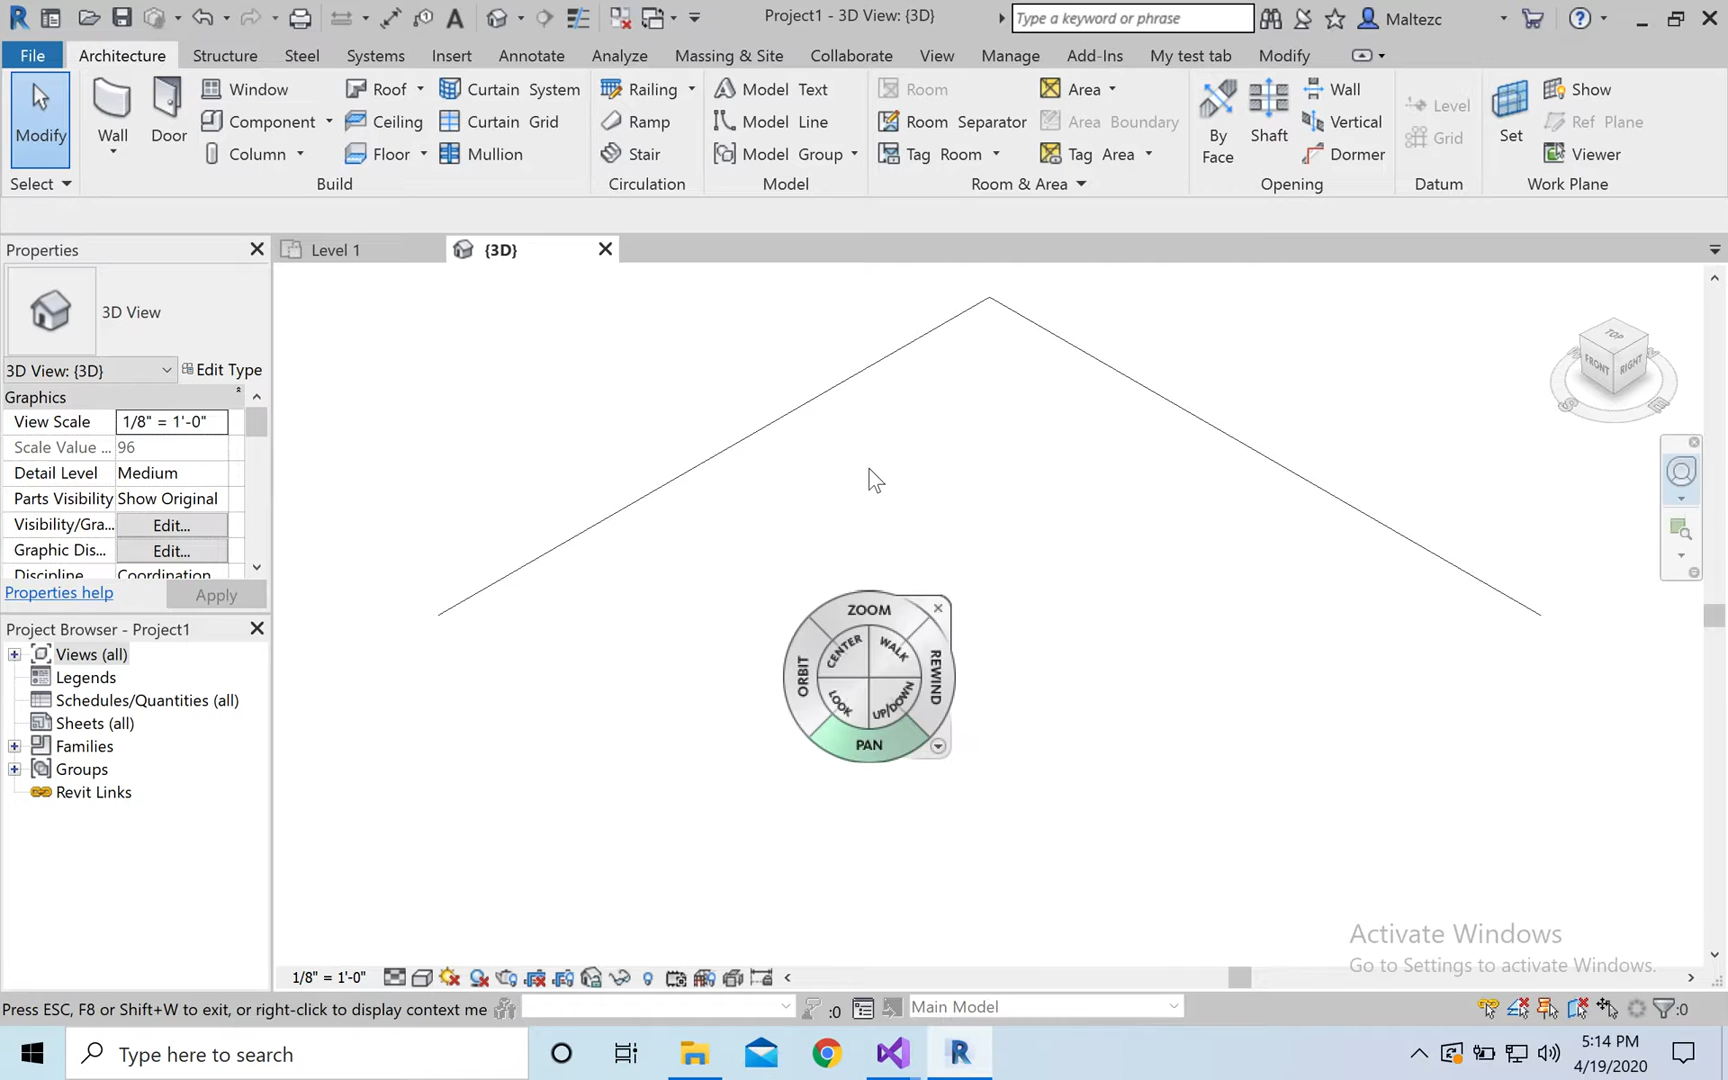 Project1 - 3D View: {3D}
Type a keyword or phrase
Maltezc
File
Architecture
Structure
Steel
Systems
Insert
Annotate
Analyze
Massing & Site
Collaborate
View
Manage
Add-Ins
My test tab
Modify
Modify
Wall
Door
Window
Component
Column
Roof
Ceiling
Floor
Curtain System
Curtain Grid
Mullion
Railing
Ramp
Stair
Model Text
Model Line
Model Group
Room
Room Separator
Tag Room
Area
Area Boundary
Tag Area
By
Face
Shaft
Wall
Vertical
Dormer
Level
Grid
Set
Show
Ref Plane
Viewer
Select
Build
Circulation
Model
Room & Area
Opening
Datum
Work Plane
Properties
Level 1
{3D}
3D View
3D View: {3D}
Edit Type
Graphics
View Scale
1/8" = 1'-0"
Scale Value ...
96
Detail Level
Medium
Parts Visibility
Show Original
Visibility/Gra...
Edit...
Graphic Dis...
Edit...
Discipline
Coordination
Properties help
Apply
Project Browser - Project1
Views (all)
Legends
Schedules/Quantities (all)
Sheets (all)
Families
Groups
Revit Links
TOP
FRONT
RIGHT
S
E
ZOOM
CENTER
WALK
ORBIT
REWIND
LOOK
UP/DOWN
PAN
Activate Windows
Go to Settings to activate Windows.
1/8" = 1'-0"
Press ESC, F8 or Shift+W to exit, or right-click to display context me
:0
Main Model
:0
Type here to search
5:14 PM
4/19/2020